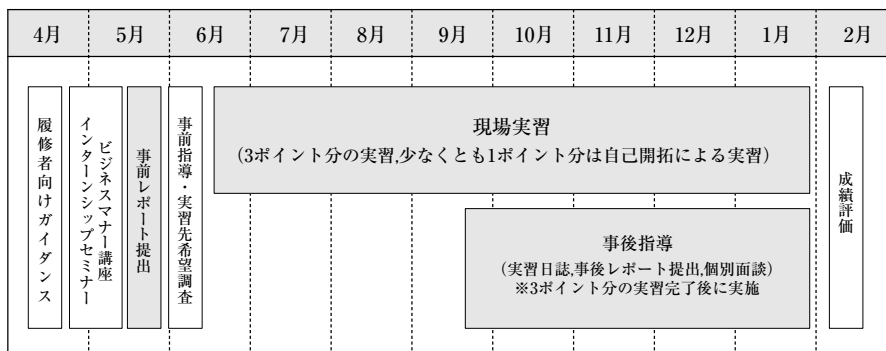 4月 5月 6月 7月 8月 9月 10月 11月 12月 1月 2月
履修者向けガイダンス
ビジネスマナー講座
インターンシップセミナー
事前レポート提出
事前指導・実習先希望調査
現場実習
(3ポイント分の実習,少なくとも1ポイント分は自己開拓による実習)
事後指導
(実習日誌,事後レポート提出,個別面談)
※3ポイント分の実習完了後に実施
成績評価